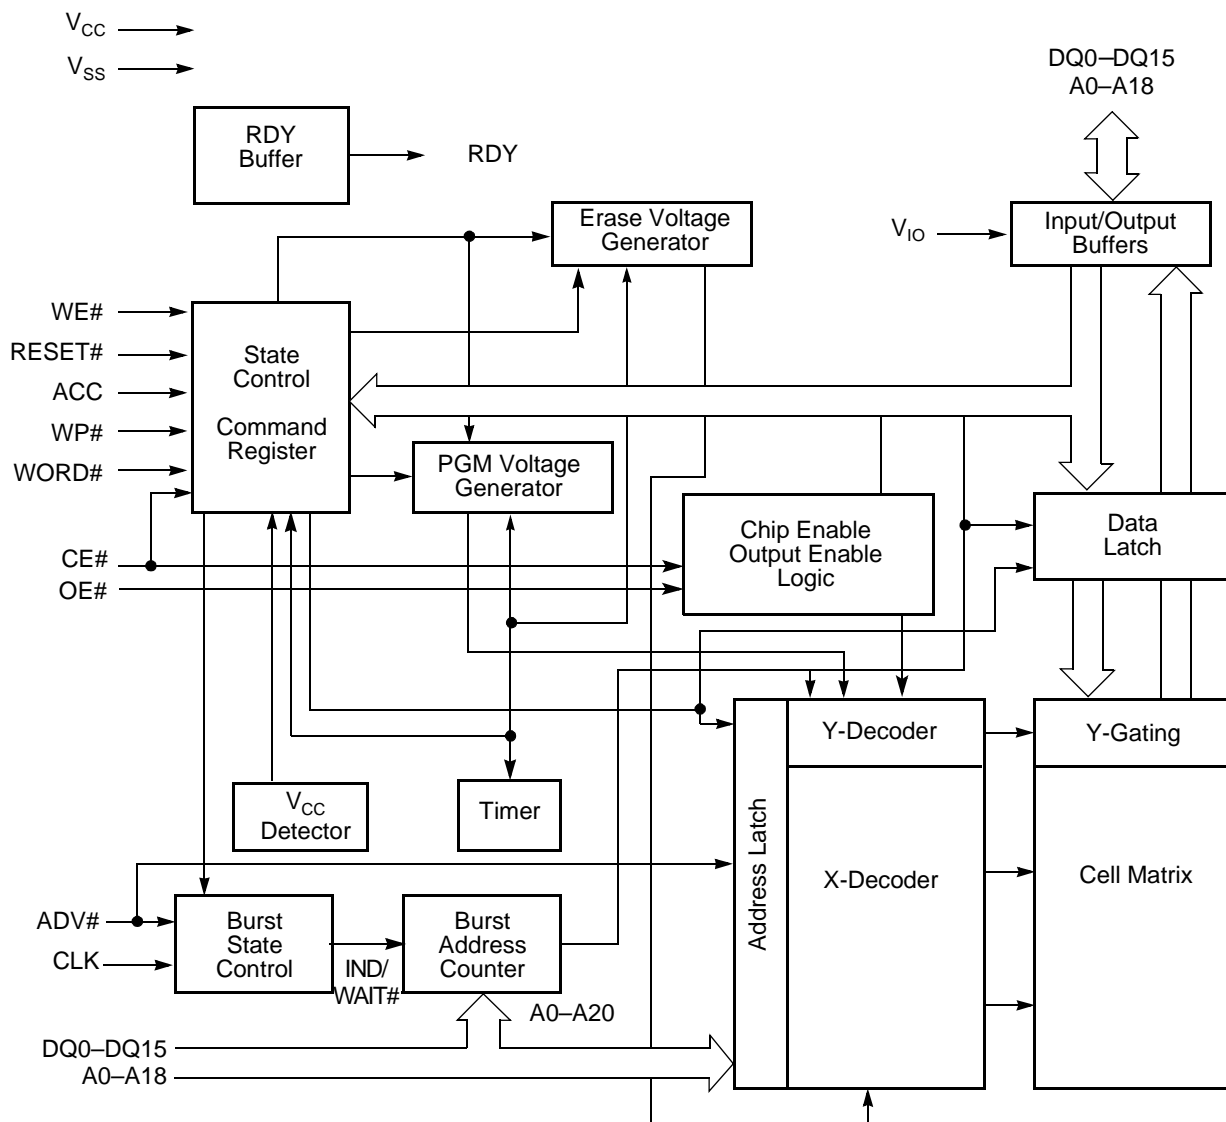 VCC
VSS
DQ0–DQ15
A0–A18
RDY
Buffer
RDY
Erase Voltage
Generator
VIO
Input/Output
Buffers
WE#
RESET#
ACC
WP#
WORD#
State
Control
Command
Register
PGM Voltage
Generator
CE#
OE#
Chip Enable
Output Enable
Logic
Data
Latch
Y-Decoder
Y-Gating
VCC
Detector
Timer
Address Latch
X-Decoder
Cell Matrix
ADV#
CLK
Burst
State
Control
IND/
WAIT#
Burst
Address
Counter
A0–A20
DQ0–DQ15
A0–A18